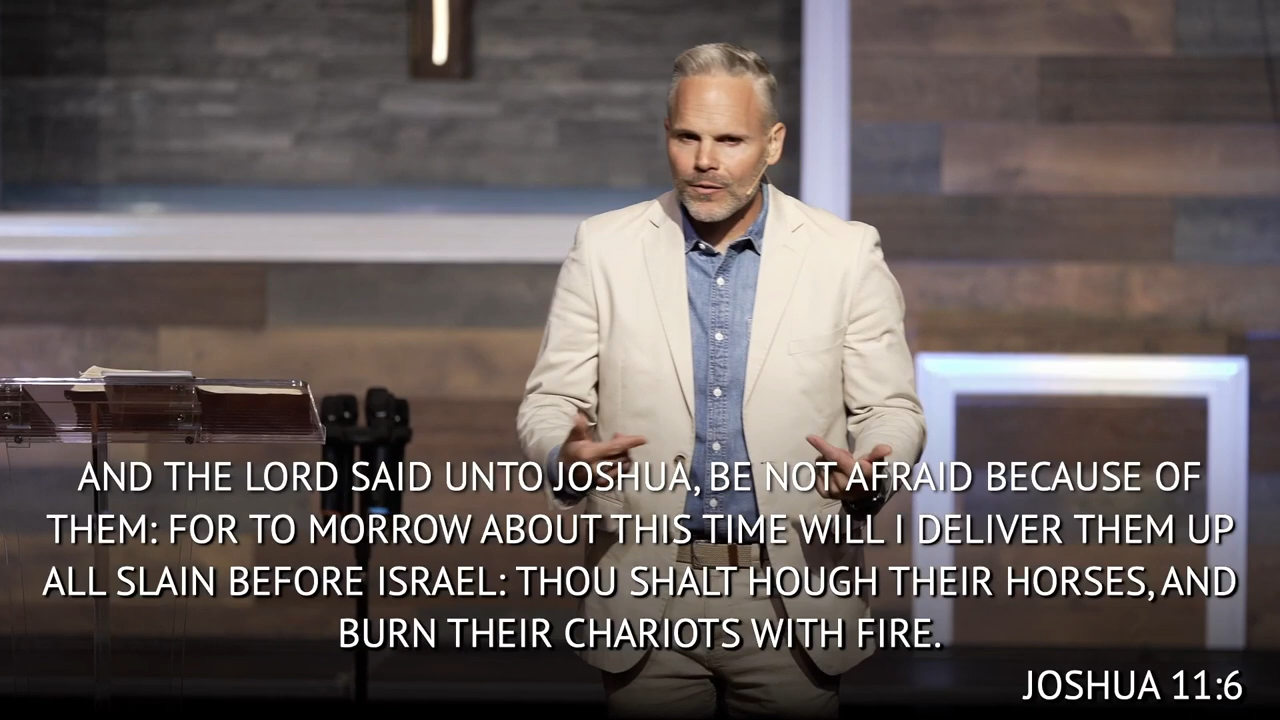 AND THE LORD SAID UNTO JOSHUA, BE NOT AFRAID BECAUSE OF
THEM: FOR TO MORROW ABOUT THIS TIME WILL I DELIVER THEM UP
ALL SLAIN BEFORE ISRAEL: THOU SHALT HOUGH THEIR HORSES, AND
BURN THEIR CHARIOTS WITH FIRE.
JOSHUA 11:6